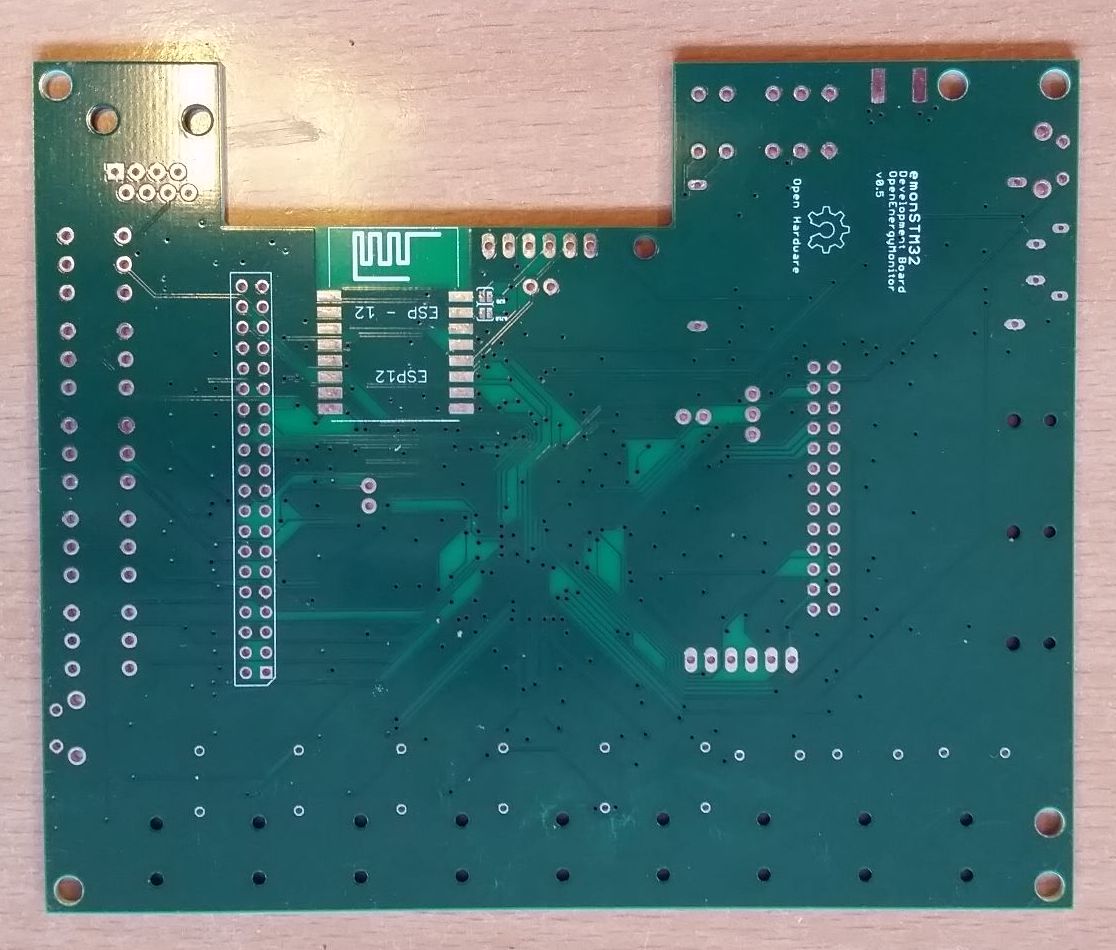 emonSTM32
Development Board
OpenEnergyMonitor
v0.5
Open Hardware
ESP - 12
ESP12